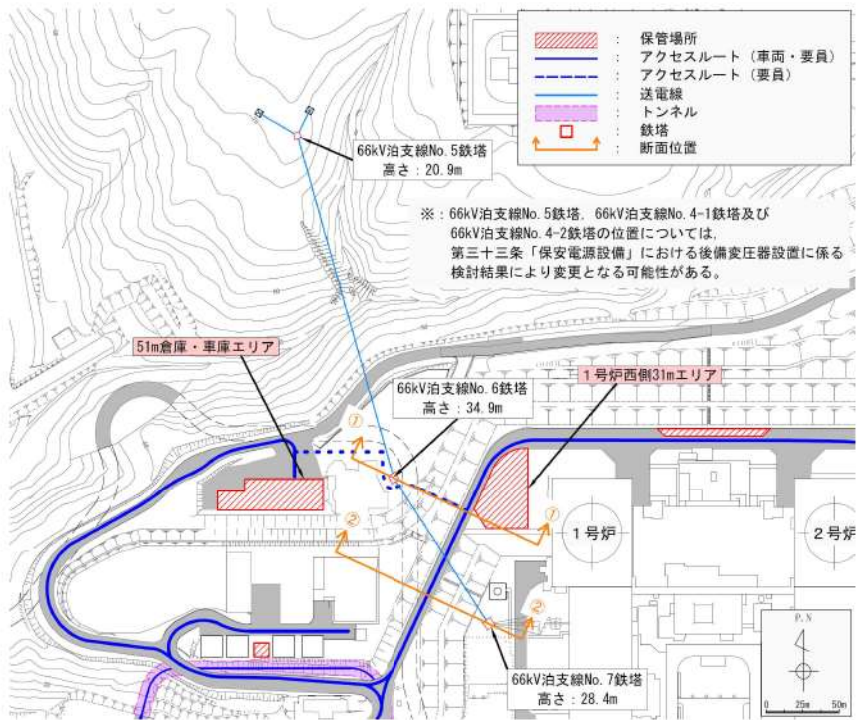 ： 保管場所
： アクセスルート（車両・要員）
： アクセスルート（要員）
： 送電線
： トンネル
： 鉄塔
： 断面位置
66kV泊支線No.5鉄塔
高さ：20.9m
※：66kV泊支線No.5鉄塔、66kV泊支線No.4-1鉄塔及び
66kV泊支線No.4-2鉄塔の位置については、
第三十三条「保安電源設備」における後備変圧器設置に係る
検討結果により変更となる可能性がある。
51m倉庫・車庫エリア
66kV泊支線No.6鉄塔
高さ：34.9m
1号炉西側31mエリア
①
①
②
②
1号炉
2号炉
66kV泊支線No.7鉄塔
高さ：28.4m
P.N
0 25m 50m